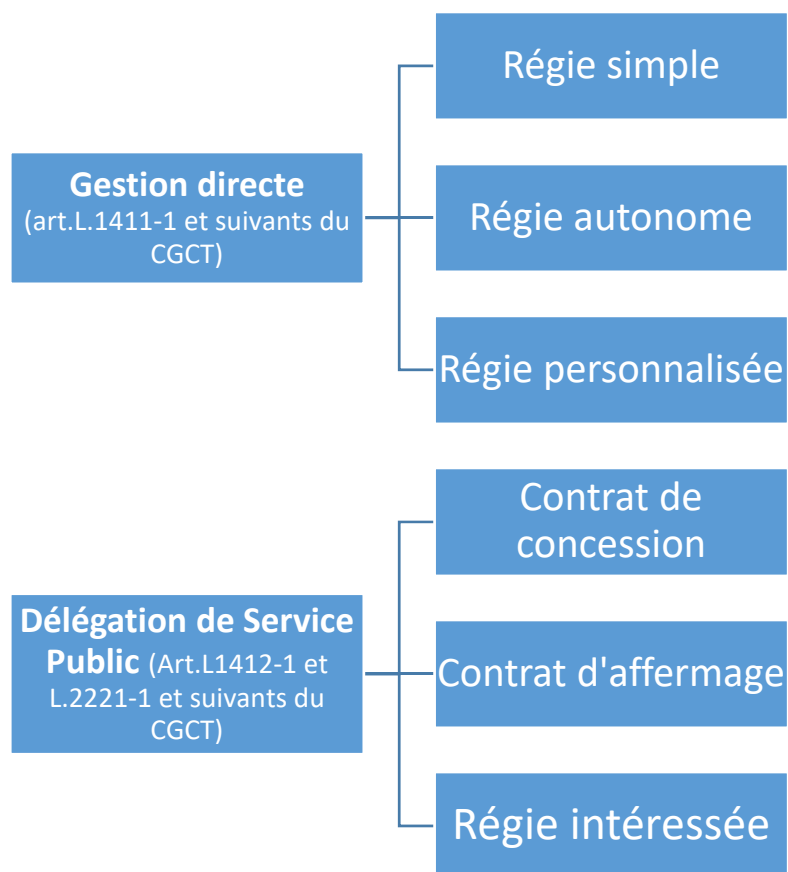 Régie simple
Gestion directe
(art.L.1411-1 et suivants du
CGCT)
Régie autonome
Régie personnalisée
Contrat de
concession
Délégation de Service
Public (Art.L1412-1 et
L.2221-1 et suivants du
CGCT)
Contrat d'affermage
Régie intéressée